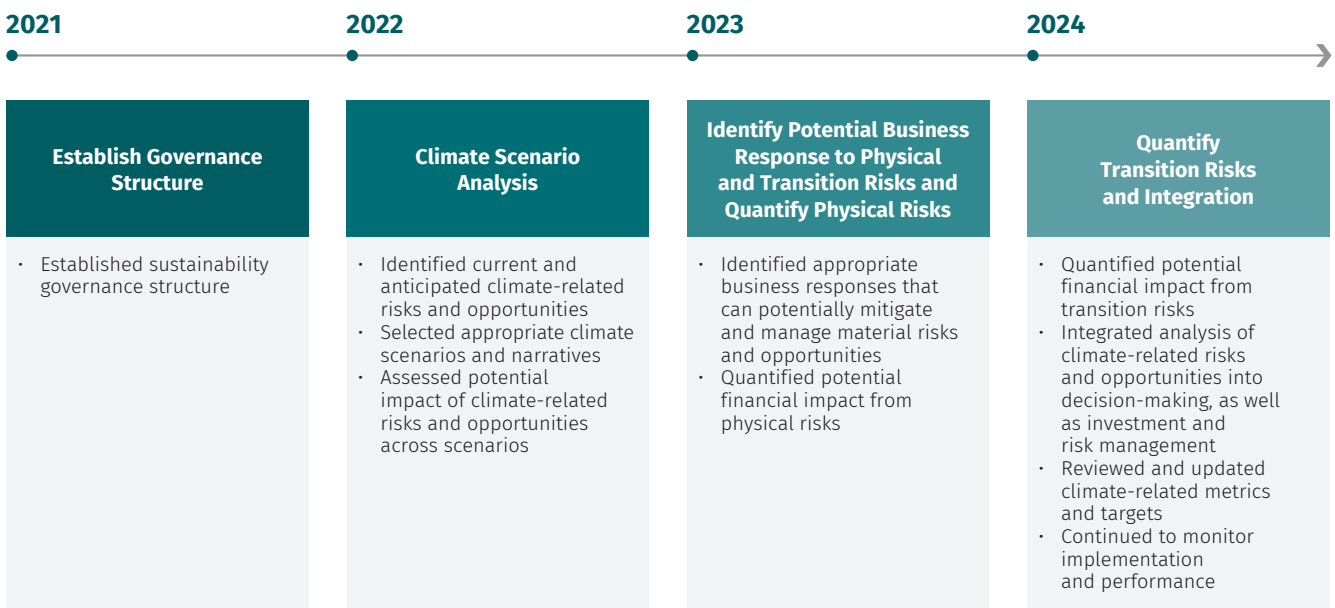 2021
2022
2023
2024
Establish Governance
Structure
• Established sustainability
governance structure
Climate Scenario
Analysis
• Identified current and
anticipated climate-related
risks and opportunities
• Selected appropriate climate
scenarios and narratives
• Assessed potential
impact of climate-related
risks and opportunities
across scenarios
Identify Potential Business
Response to Physical
and Transition Risks and
Quantify Physical Risks
• Identified appropriate
business responses that
can potentially mitigate
and manage material risks
and opportunities
• Quantified potential
financial impact from
physical risks
Quantify
Transition Risks
and Integration
• Quantified potential
financial impact from
transition risks
• Integrated analysis of
climate-related risks
and opportunities into
decision-making, as well
as investment and
risk management
• Reviewed and updated
climate-related metrics
and targets
• Continued to monitor
implementation
and performance